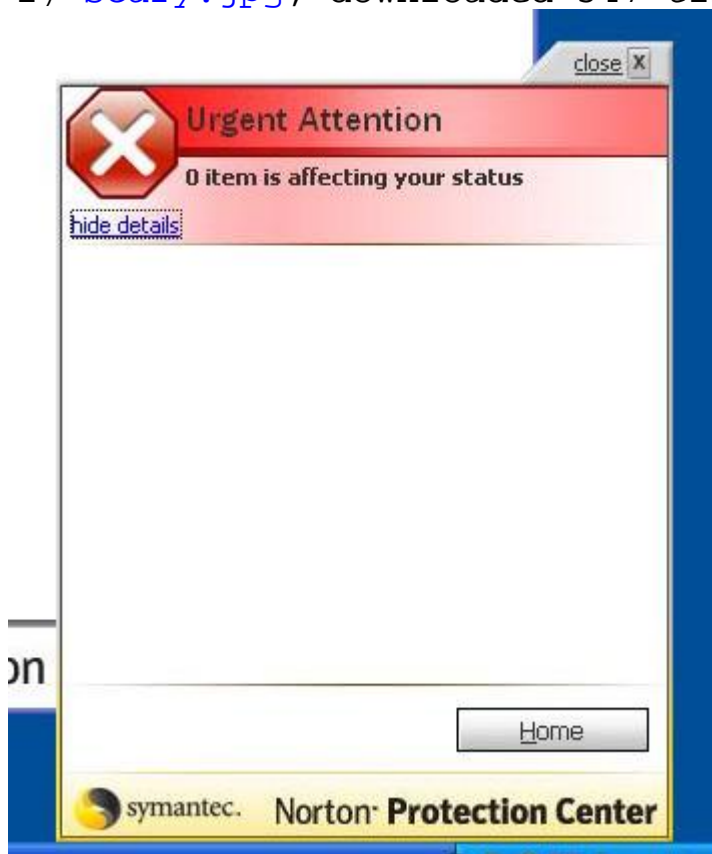 close X
Urgent Attention
0 item is affecting your status
hide details
on
Home
symantec. Norton· Protection Center